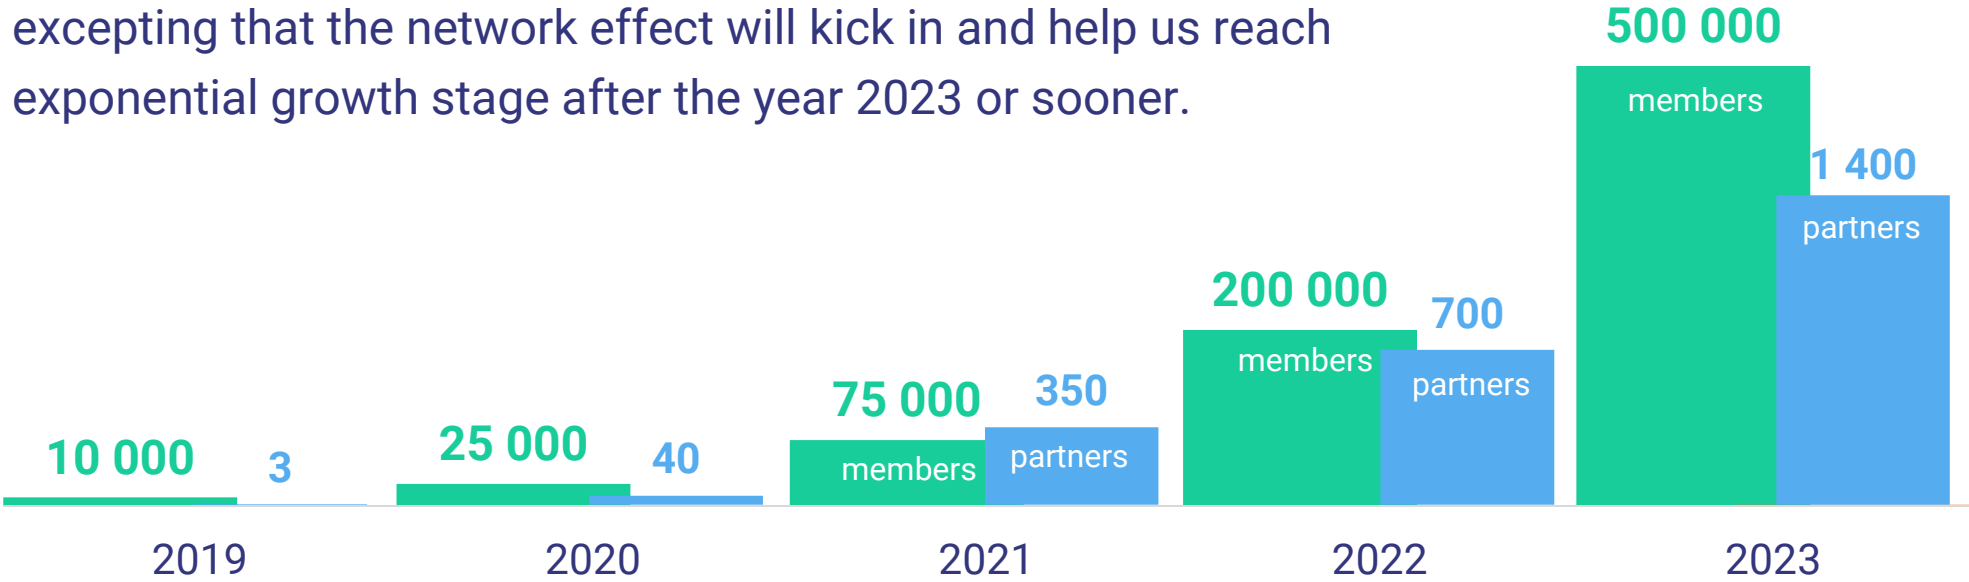 excepting that the network effect will kick in and help us reach
exponential growth stage after the year 2023 or sooner.
500 000
members
1 400
partners
200 000
members
700
partners
75 000
members
350
partners
25 000
40
10 000
3
2019
2020
2021
2022
2023